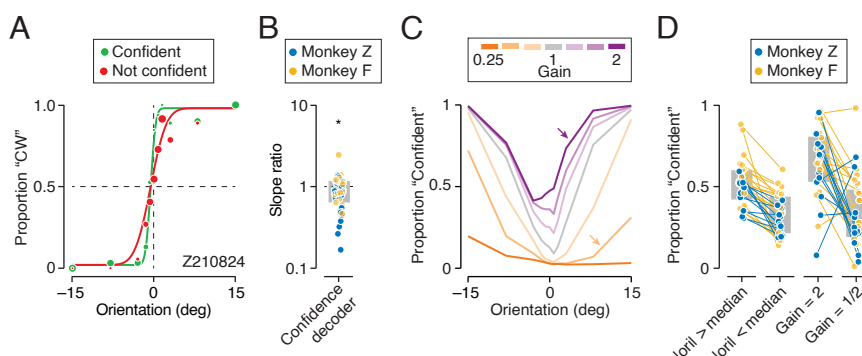 A
Confident
Not confident
Proportion "CW"
1.0
0.5
0
Z210824
−15
0
15
Orientation (deg)
B
Monkey Z
Monkey F
Slope ratio
10
*
1
0.1
Confidence
decoder
C
0.25
1
2
Gain
Proportion "Confident"
1
0.5
0
−15
0
15
Orientation (deg)
D
Monkey Z
Monkey F
Proportion "Confident"
1
0.5
0
> median
< median
Gain = 2
Gain = 1/2